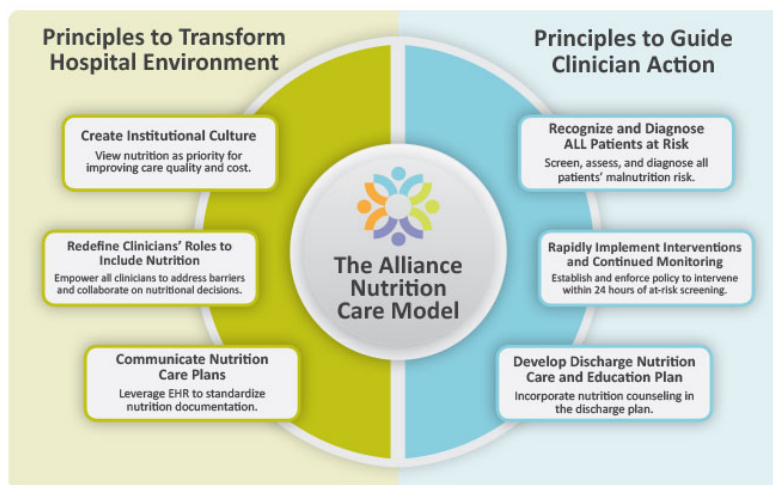 Principles to Transform
Hospital Environment
Create Institutional Culture
View nutrition as priority for
improving care quality and cost.
Redefine Clinicians' Roles to
Include Nutrition
Empower all clinicians to address barriers
and collaborate on nutritional decisions.
Communicate Nutrition
Care Plans
Leverage EHR to standardize
nutrition documentation.
The Alliance
Nutrition
Care Model
Principles to Guide
Clinician Action
Recognize and Diagnose
ALL Patients at Risk
Screen, assess, and diagnose all
patients' malnutrition risk.
Rapidly Implement Interventions
and Continued Monitoring
Establish and enforce policy to intervene
within 24 hours of at-risk screening.
Develop Discharge Nutrition
Care and Education Plan
Incorporate nutrition counseling in
the discharge plan.